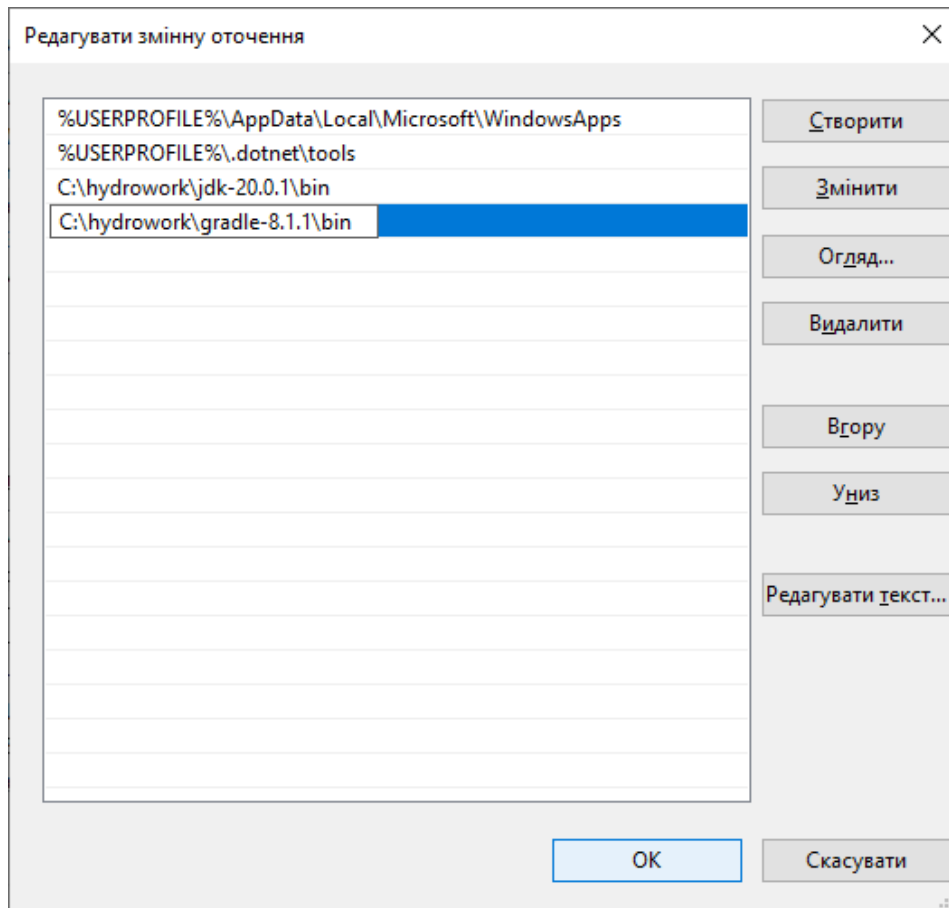 Редагувати змінну оточення
%USERPROFILE%\AppData\Local\Microsoft\WindowsApps
%USERPROFILE%\.dotnet\tools
C:\hydrowork\jdk-20.0.1\bin
C:\hydrowork\gradle-8.1.1\bin
Створити
Змінити
Огляд...
Видалити
Вгору
Униз
Редагувати текст...
OK
Скасувати